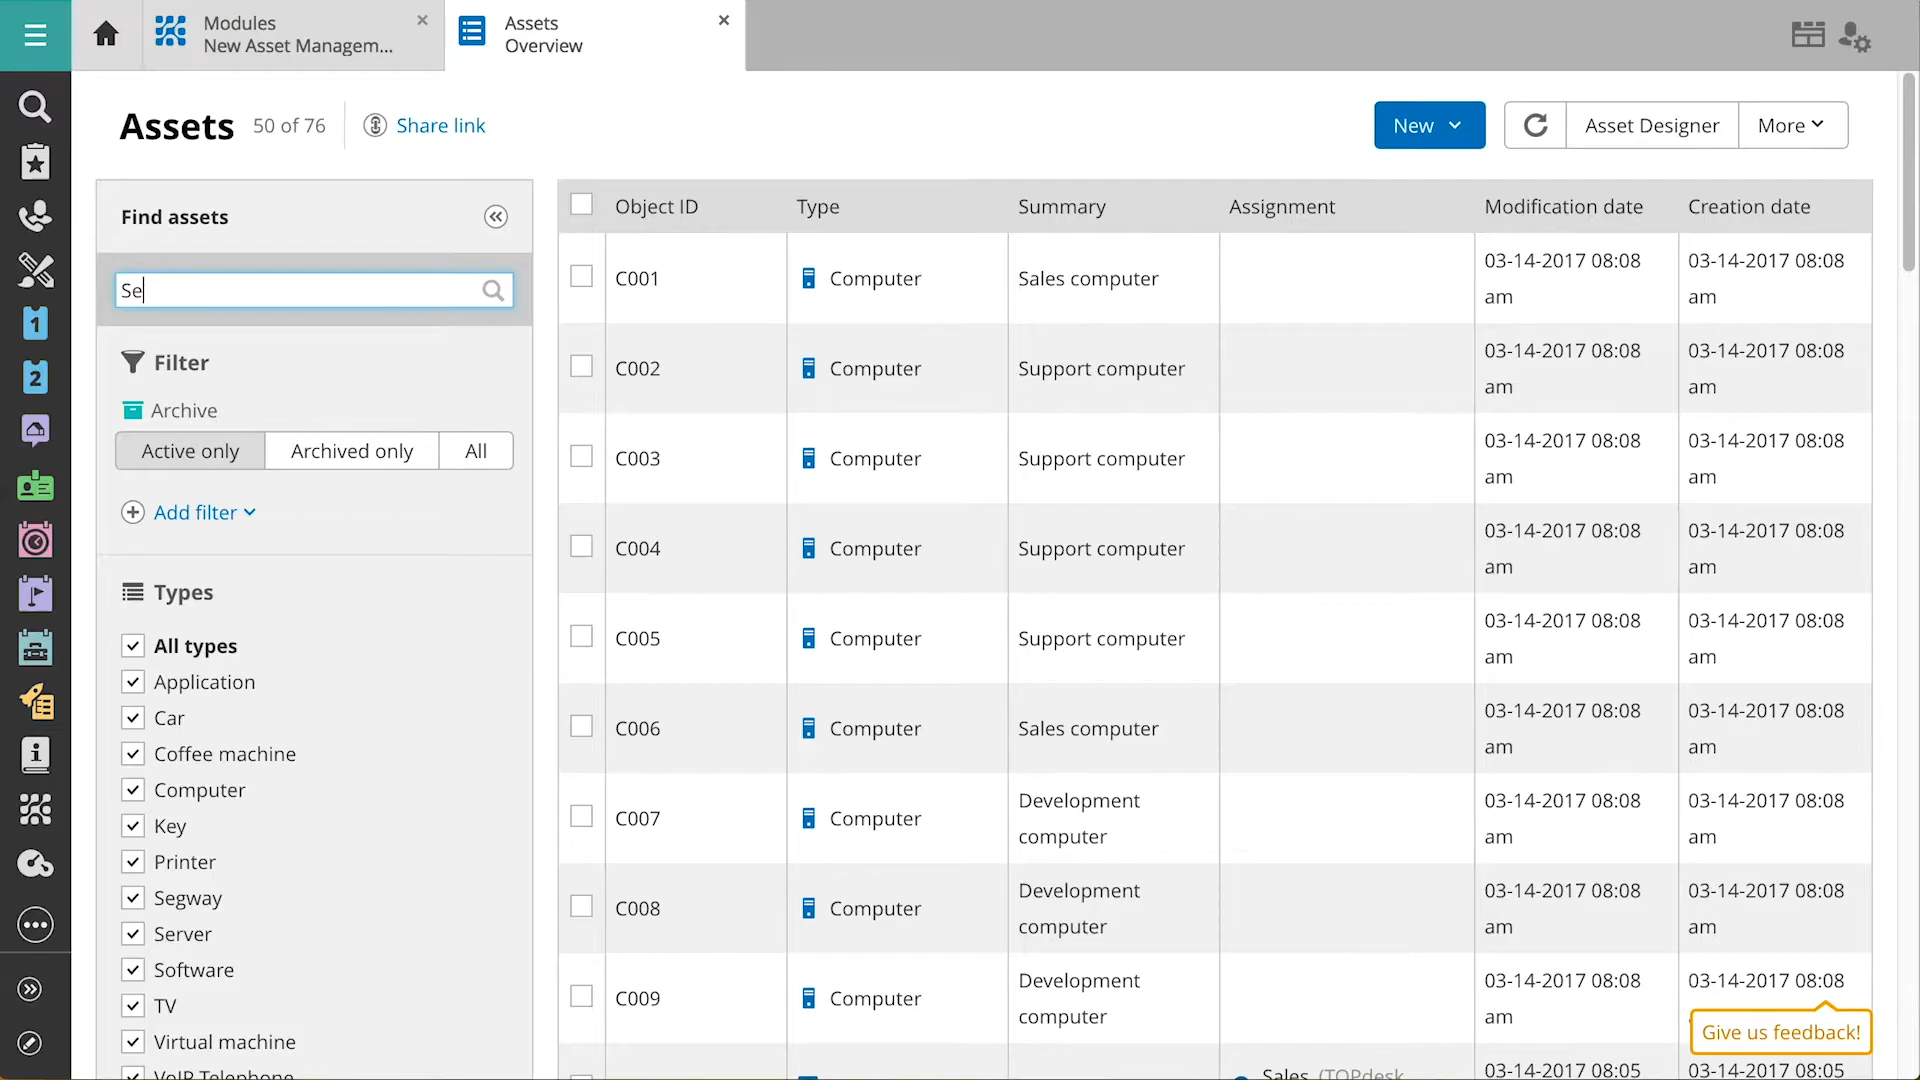 Modules
New Asset Managem...
Assets
Overview
Assets 50 of 76 Share link
New
Asset Designer
More
Find assets
Se
Filter
Archive
Active only Archived only All
Add filter
Types
All types
Application
Car
Coffee machine
Computer
Key
Printer
Segway
Server
Software
TV
Virtual machine
VoIP Telephone
1
2
Object ID Type Summary Assignment Modification date Creation date
C001 Computer Sales computer 03-14-2017 08:08 am 03-14-2017 08:08 am
C002 Computer Support computer 03-14-2017 08:08 am 03-14-2017 08:08 am
C003 Computer Support computer 03-14-2017 08:08 am 03-14-2017 08:08 am
C004 Computer Support computer 03-14-2017 08:08 am 03-14-2017 08:08 am
C005 Computer Support computer 03-14-2017 08:08 am 03-14-2017 08:08 am
C006 Computer Sales computer 03-14-2017 08:08 am 03-14-2017 08:08 am
C007 Computer Development computer 03-14-2017 08:08 am 03-14-2017 08:08 am
C008 Computer Development computer 03-14-2017 08:08 am 03-14-2017 08:08 am
C009 Computer Development computer 03-14-2017 08:08 am 03-14-2017 08:08
Give us feedback!
Sales (TOPdesk 03-14-2017 08:05 03-14-2017 08:05